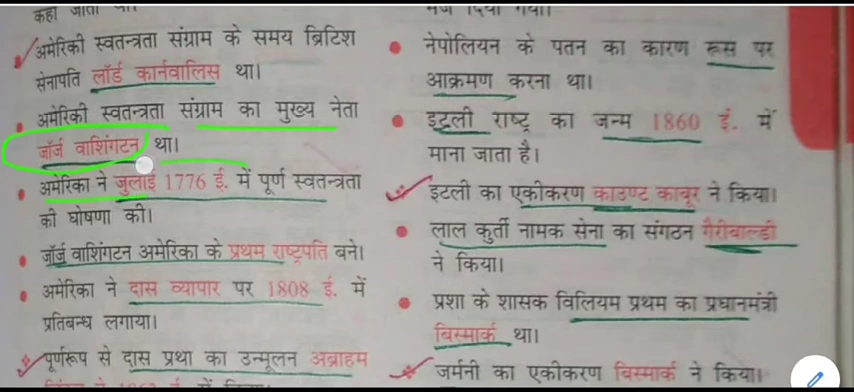 कहा जाता था।
अमेरिकी स्वतन्त्रता संग्राम के समय ब्रिटिश
सेनापति लॉर्ड कार्नवालिस था।
अमेरिकी स्वतन्त्रता संग्राम का मुख्य नेता
जॉर्ज वाशिंगटन था।
अमेरिका ने जुलाई 1776 ई. में पूर्ण स्वतन्त्रता
की घोषणा की।
जॉर्ज वाशिंगटन अमेरिका के प्रथम राष्ट्रपति बने।
अमेरिका ने दास व्यापार पर 1808 ई. में
प्रतिबन्ध लगाया।
पूर्णरूप से दास प्रथा का उन्मूलन अब्राहम
दिया गया।
नेपोलियन के पतन का कारण रूस पर
आक्रमण करना था।
इटली राष्ट्र का जन्म 1860 ई. में
माना जाता है।
इटली का एकीकरण काउण्ट कावूर ने किया।
लाल कुर्ती नामक सेना का संगठन गैरीबाल्डी
ने किया।
प्रशा के शासक विलियम प्रथम का प्रधानमंत्री
बिस्मार्क था।
जर्मनी का एकीकरण बिस्मार्क ने किया।